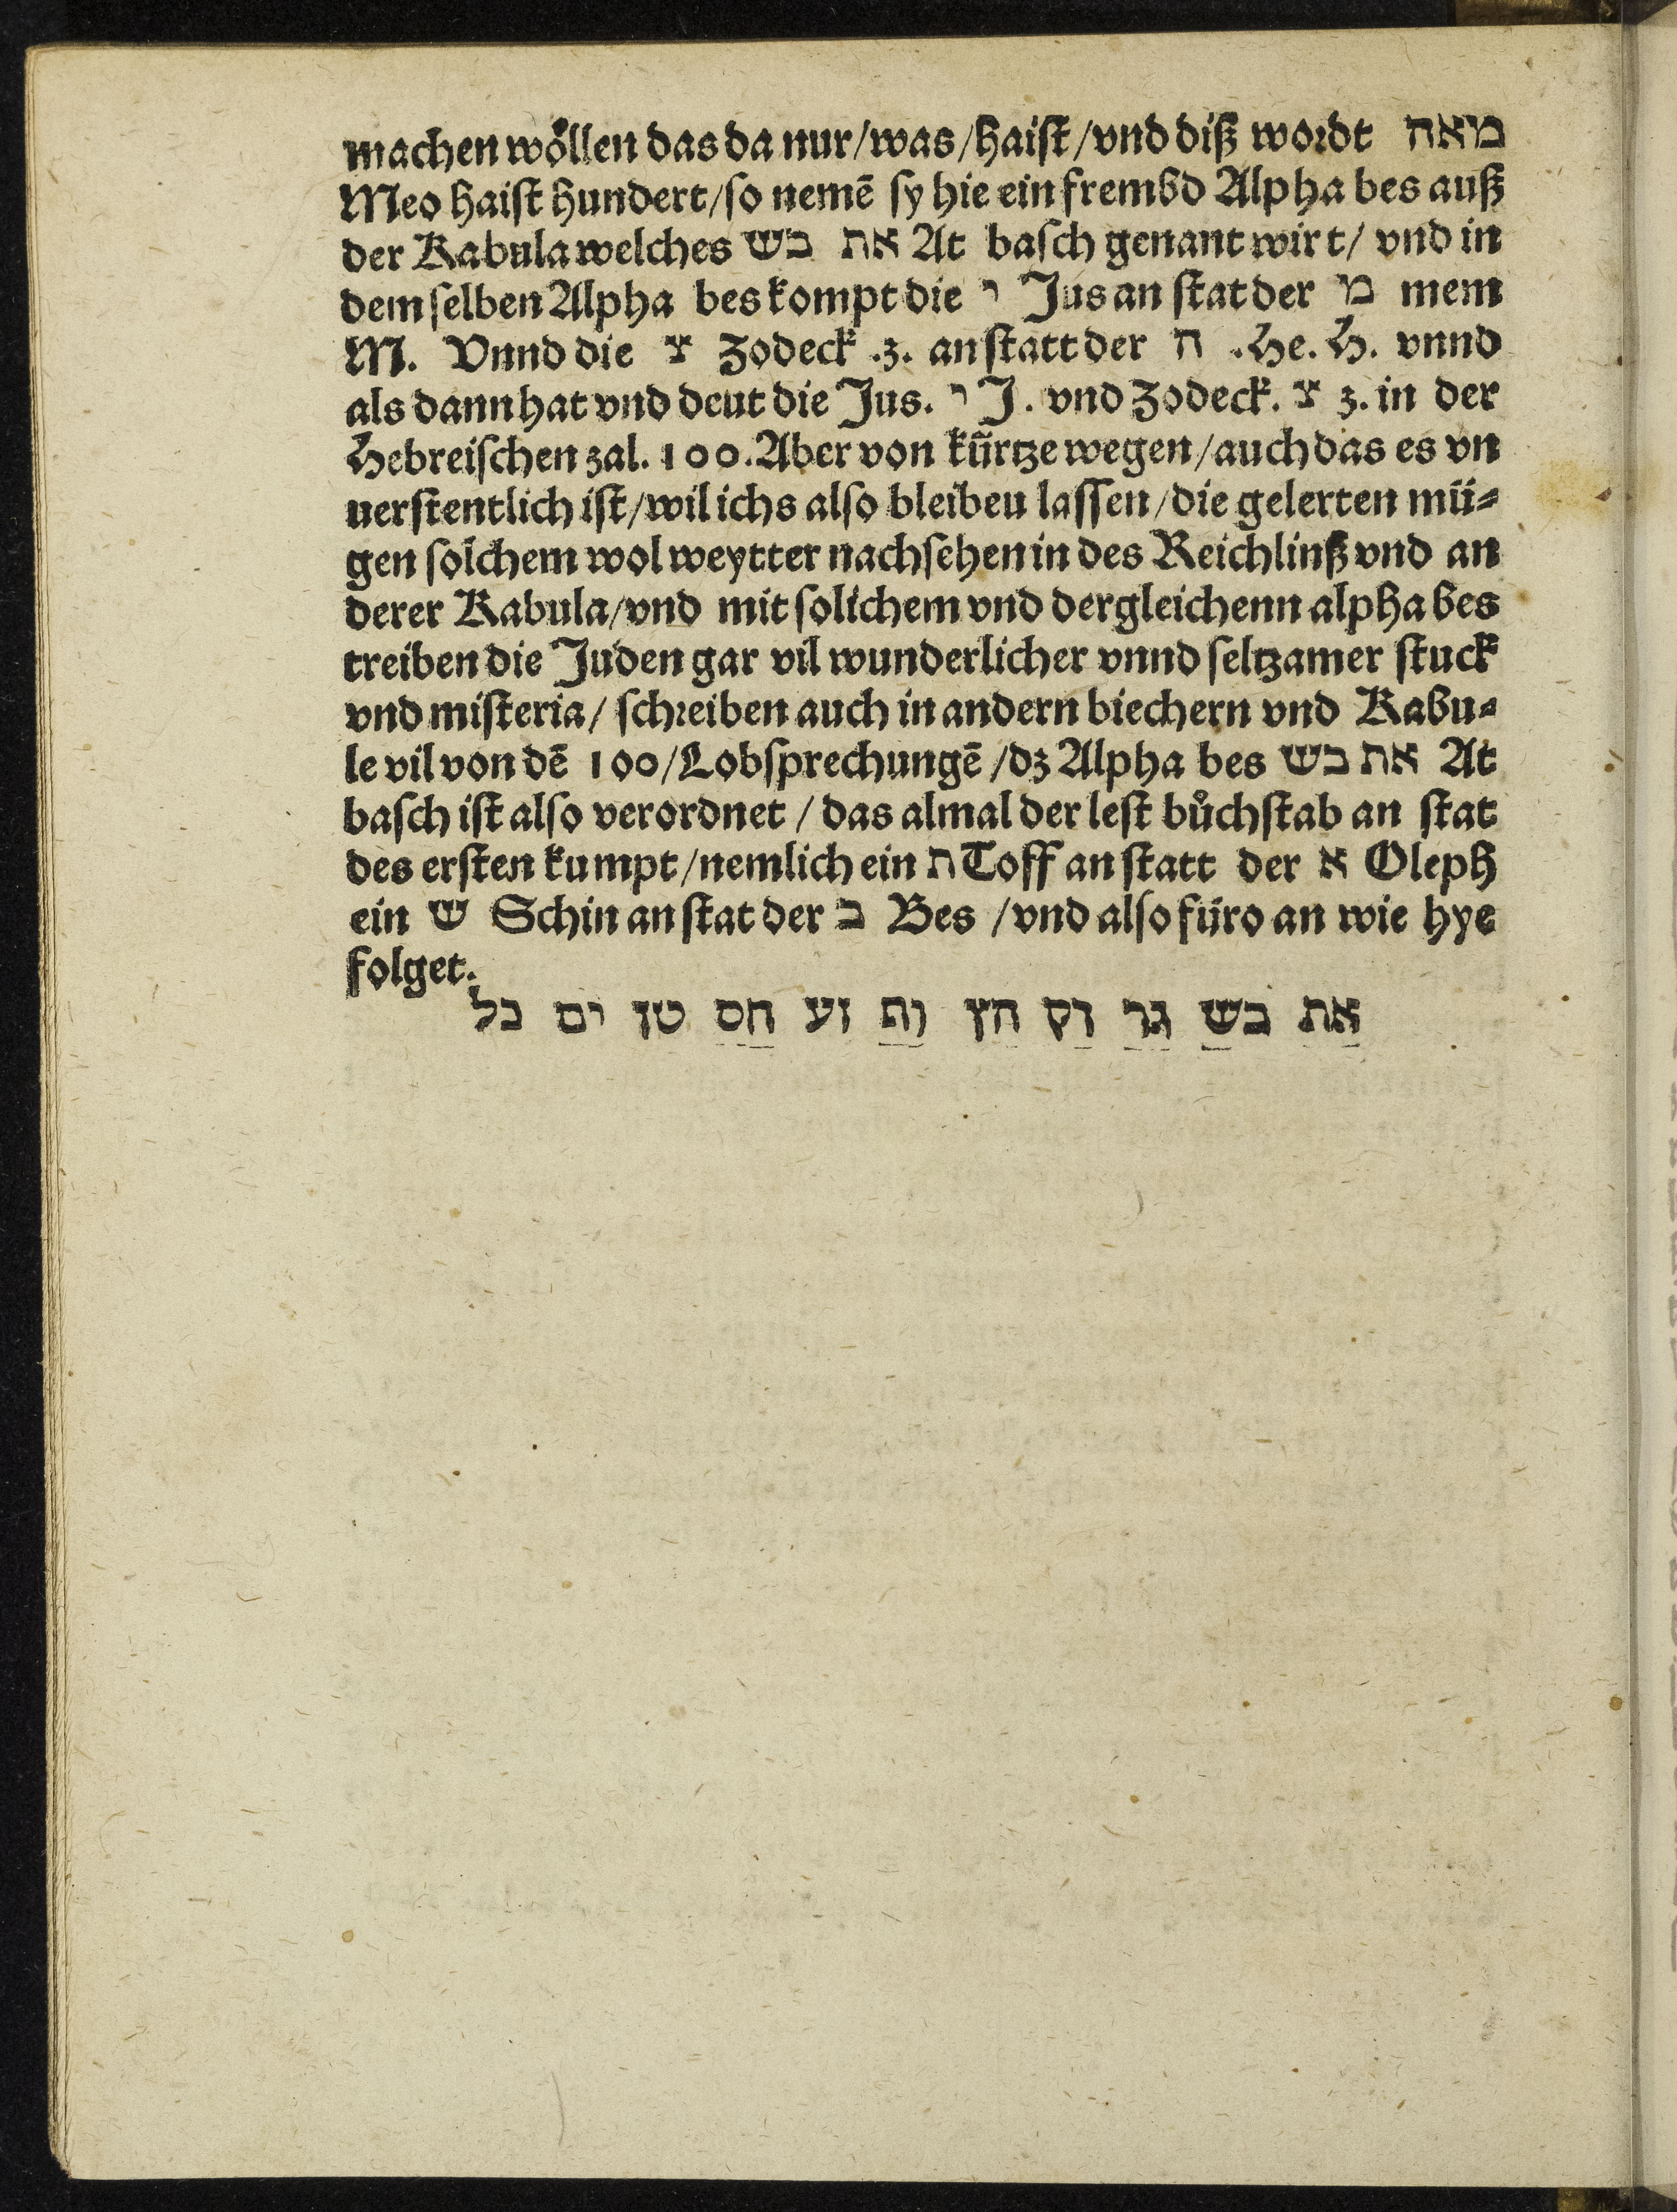 machen wöllen das da nur/was/haist/vnd diß wordt מאה
Meo haist hundert/so nemē sy hie ein frembd Alpha bes auß
der Kabula welches את בש At basch genant wirt/ vnd in
dem selben Alpha bes kompt die י Jus an stat der מ mem
M. Vnnd die צ Zodeck .z. an statt der ה .He. H. vnnd
als dann hat vnd deut die Jus. י J. vnd Zodeck. צ z. in der
Hebreischen zal. 100. Aber von kürtze wegen/auch das es vn
uerstentlich ist/wil ichs also bleibeu lassen/die gelerten mü⸗
gen solchem wol weytter nachsehen in des Reichlinß vnd an
derer Kabula/vnd mit solichem vnd dergleichenn alpha bes
treiben die Juden gar vil wunderlicher vnnd seltzamer stuck
vnd misteria/ schreiben auch in andern biechern vnd Kabu⸗
le vil von dē 100/Lobsprechungē/dz Alpha bes את בש At
basch ist also verordnet / das almal der lest bůchstab an stat
des ersten kumpt/nemlich ein ת Toff an statt der א Oleph
ein ש Schin an stat der ב Bes /vnd also füro an wie hye
folget.
את בש גר דק הץ וף זע חס טן ים כל